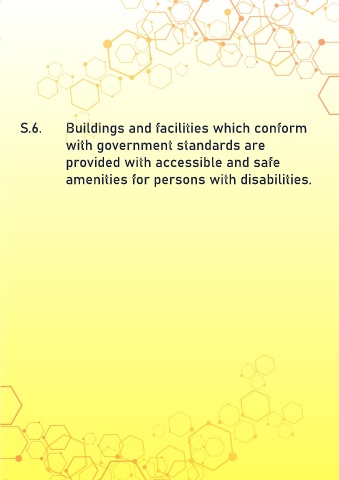 S.6. Buildings and facilities which conform
with government standards are
provided with accessible and safe
amenities for persons with disabilities.